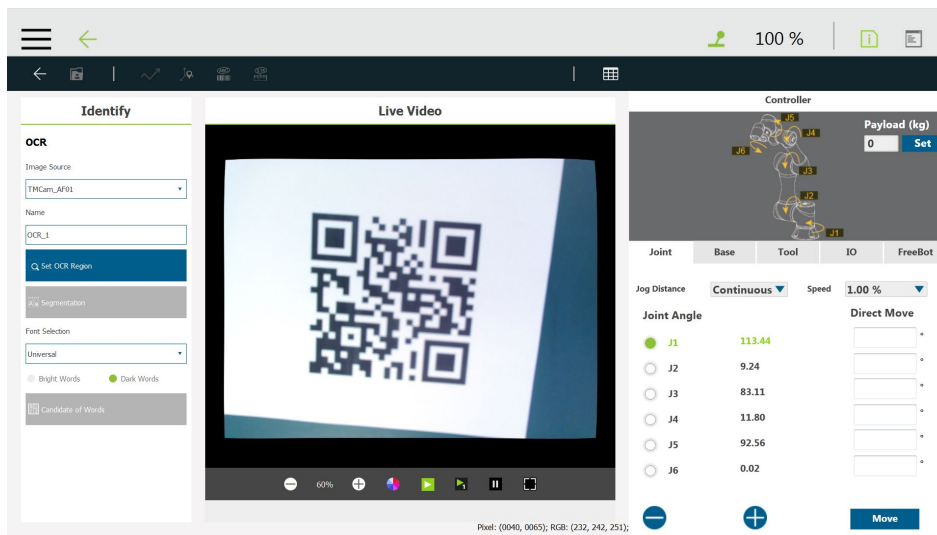 100 %
Identify
Live Video
Controller
OCR
Image Source
TMCam_AF01
Name
OCR_1
Set OCR Region
Segmentation
Font Selection
Universal
Bright Words
Dark Words
Candidate of Words
60%
Pixel: (0040, 0065); RGB: (232, 242, 251);
J5
J4
J6
J3
J2
J1
Payload (kg)
0 Set
Joint Base Tool IO FreeBot
Jog Distance Continuous Speed 1.00 %
Joint Angle Direct Move
J1 113.44 °
J2 9.24 °
J3 83.11 °
J4 11.80 °
J5 92.56 °
J6 0.02 °
Move